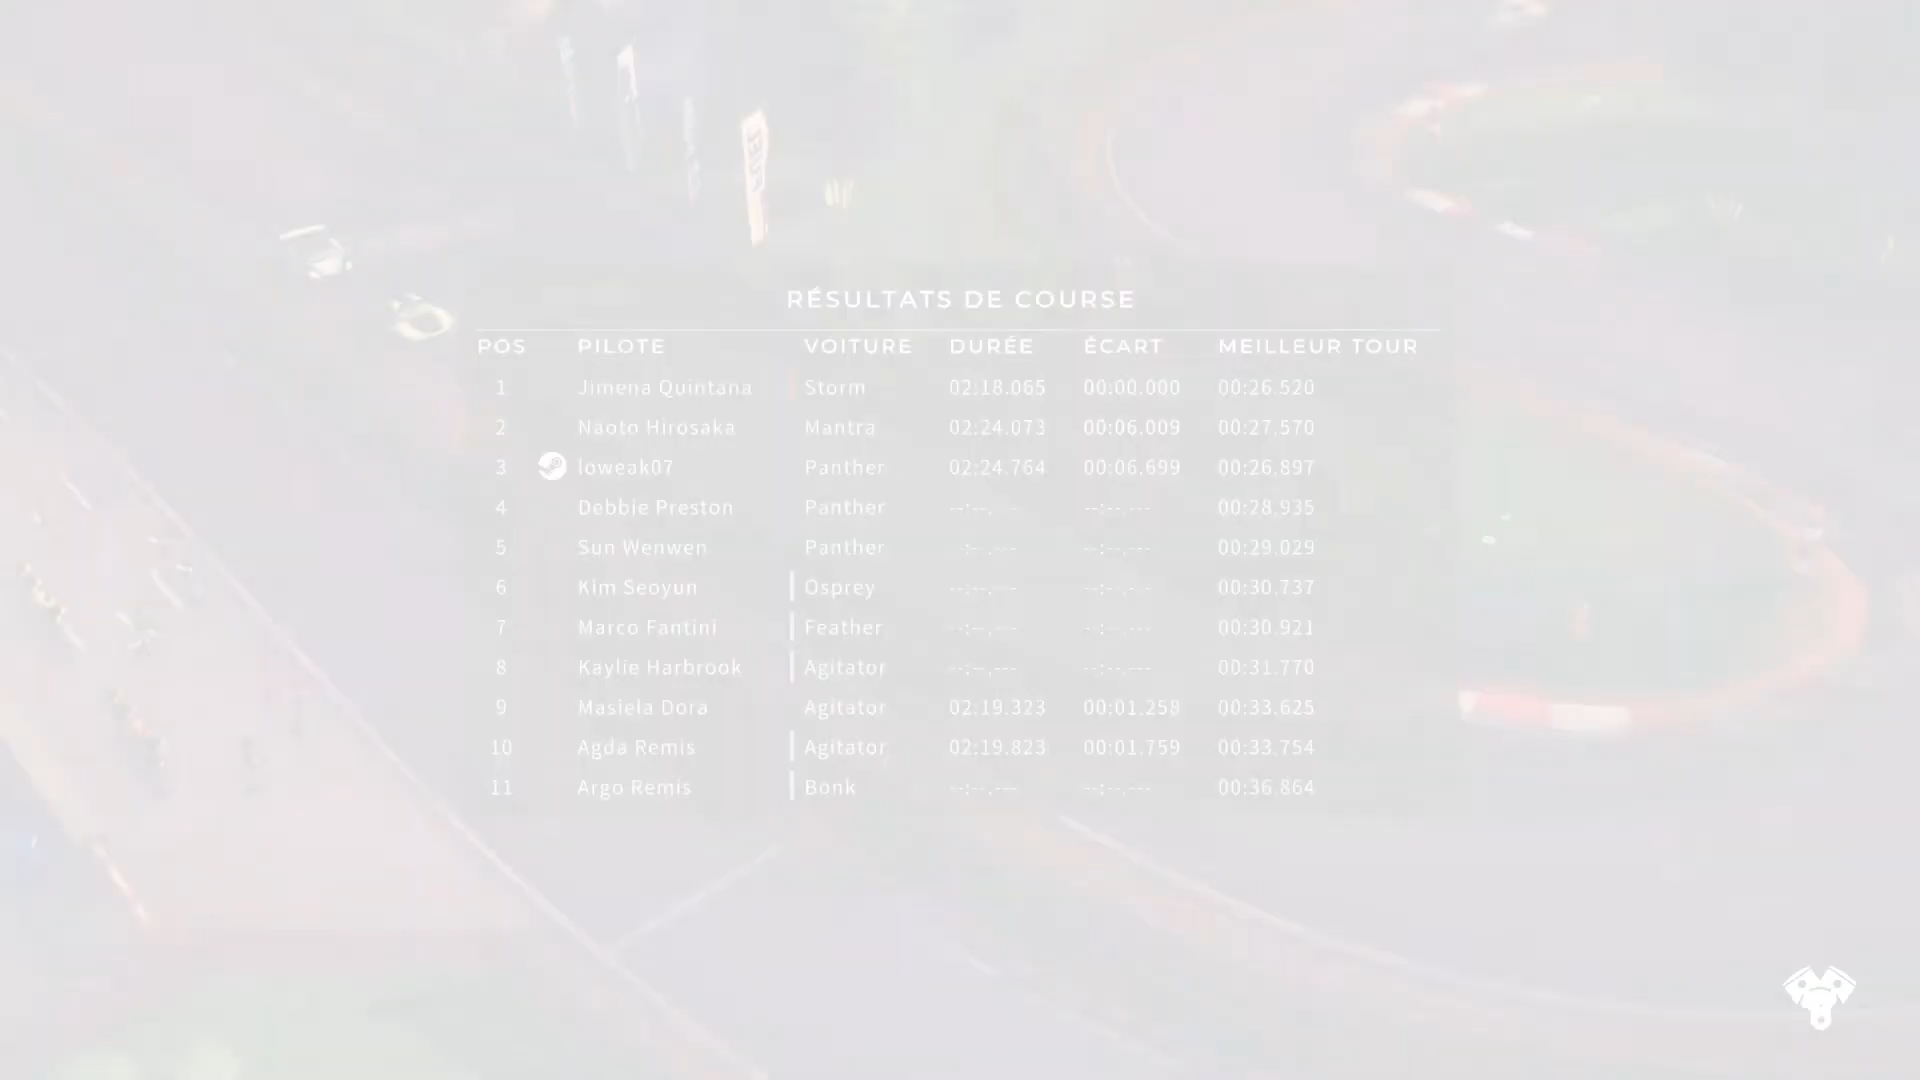 RÉSULTATS DE COURSE
POS PILOTE VOITURE DURÉE ÉCART MEILLEUR TOUR
1 Jimena Quintana Storm 02:18.065 00:00.000 00:26.520
2 Naoto Hirosaka Mantra 02:24.073 00:06.009 00:27.570
3 loweak07 Panther 02:24.764 00:06.699 00:26.897
4 Debbie Preston Panther --:--.--- --:--.--- 00:28.935
5 Sun Wenwen Panther --:--.--- --:--.--- 00:29.029
6 Kim Seoyun Osprey --:--.--- --:--.--- 00:30.737
7 Marco Fantini Feather --:--.--- --:--.--- 00:30.921
8 Kaylie Harbrook Agitator --:--.--- --:--.--- 00:31.770
9 Masiela Dora Agitator 02:19.323 00:01.258 00:33.625
10 Agda Remis Agitator 02:19.823 00:01.759 00:33.754
11 Argo Remis Bonk --:--.--- --:--.--- 00:36.864